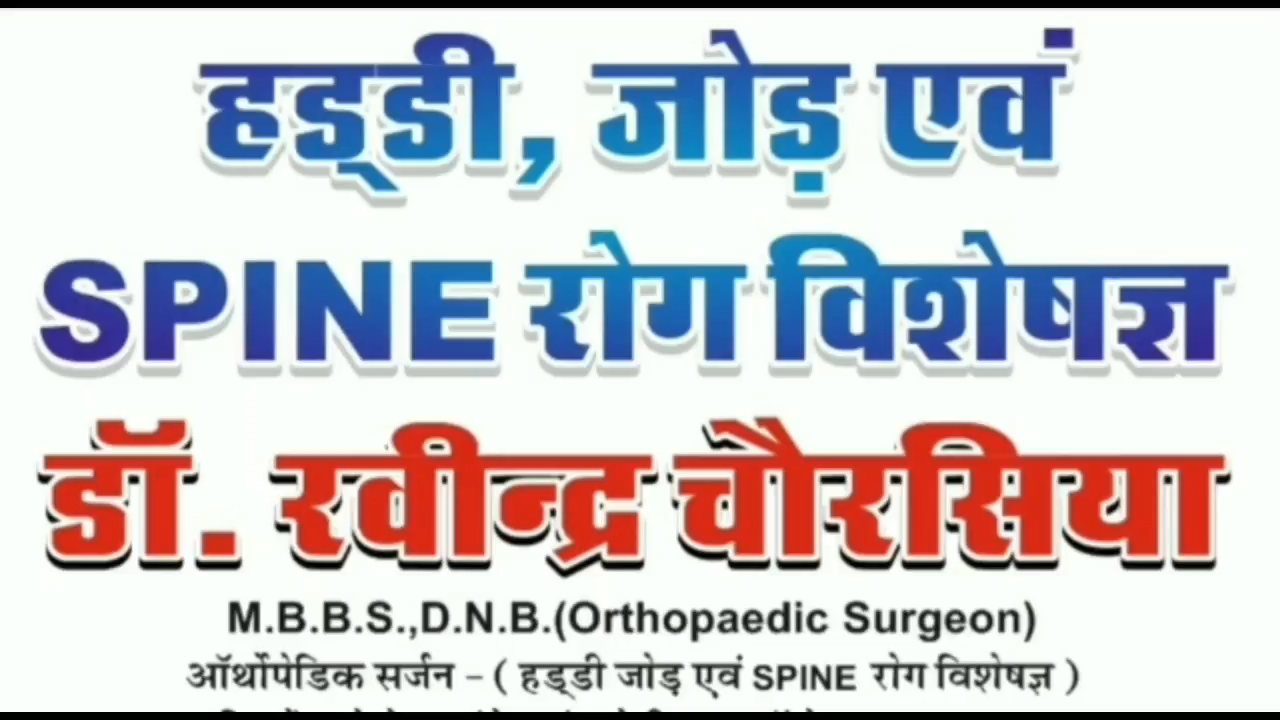 हड्डी, जोड़ एवं
SPINE रोग विशेषज्ञ
डॉ. रवीन्द्र चौरसिया
M.B.B.S.,D.N.B.(Orthopaedic Surgeon)
ऑर्थोपेडिक सर्जन - ( हड्डी जोड़ एवं SPINE रोग विशेषज्ञ )